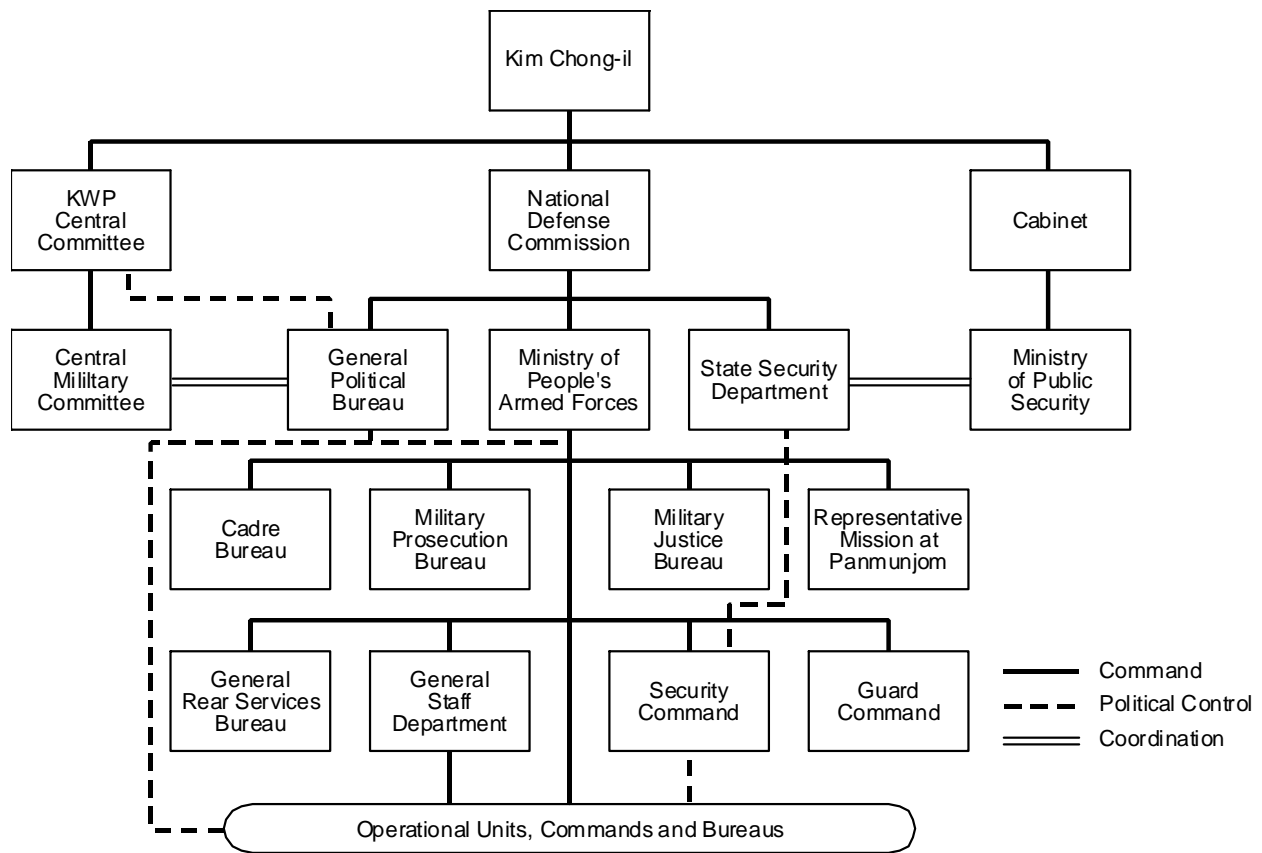 Kim Chong-il
KWP
Central
Committee
National
Defense
Commission
Cabinet
Central
Mililtary
Committee
General
Political
Bureau
Ministry of
People's
Armed Forces
State Security
Department
Ministry
of Public
Security
Cadre
Bureau
Military
Prosecution
Bureau
Military
Justice
Bureau
Representative
Mission at
Panmunjom
General
Rear Services
Bureau
General
Staff
Department
Security
Command
Guard
Command
Command
Political Control
Coordination
Operational Units, Commands and Bureaus